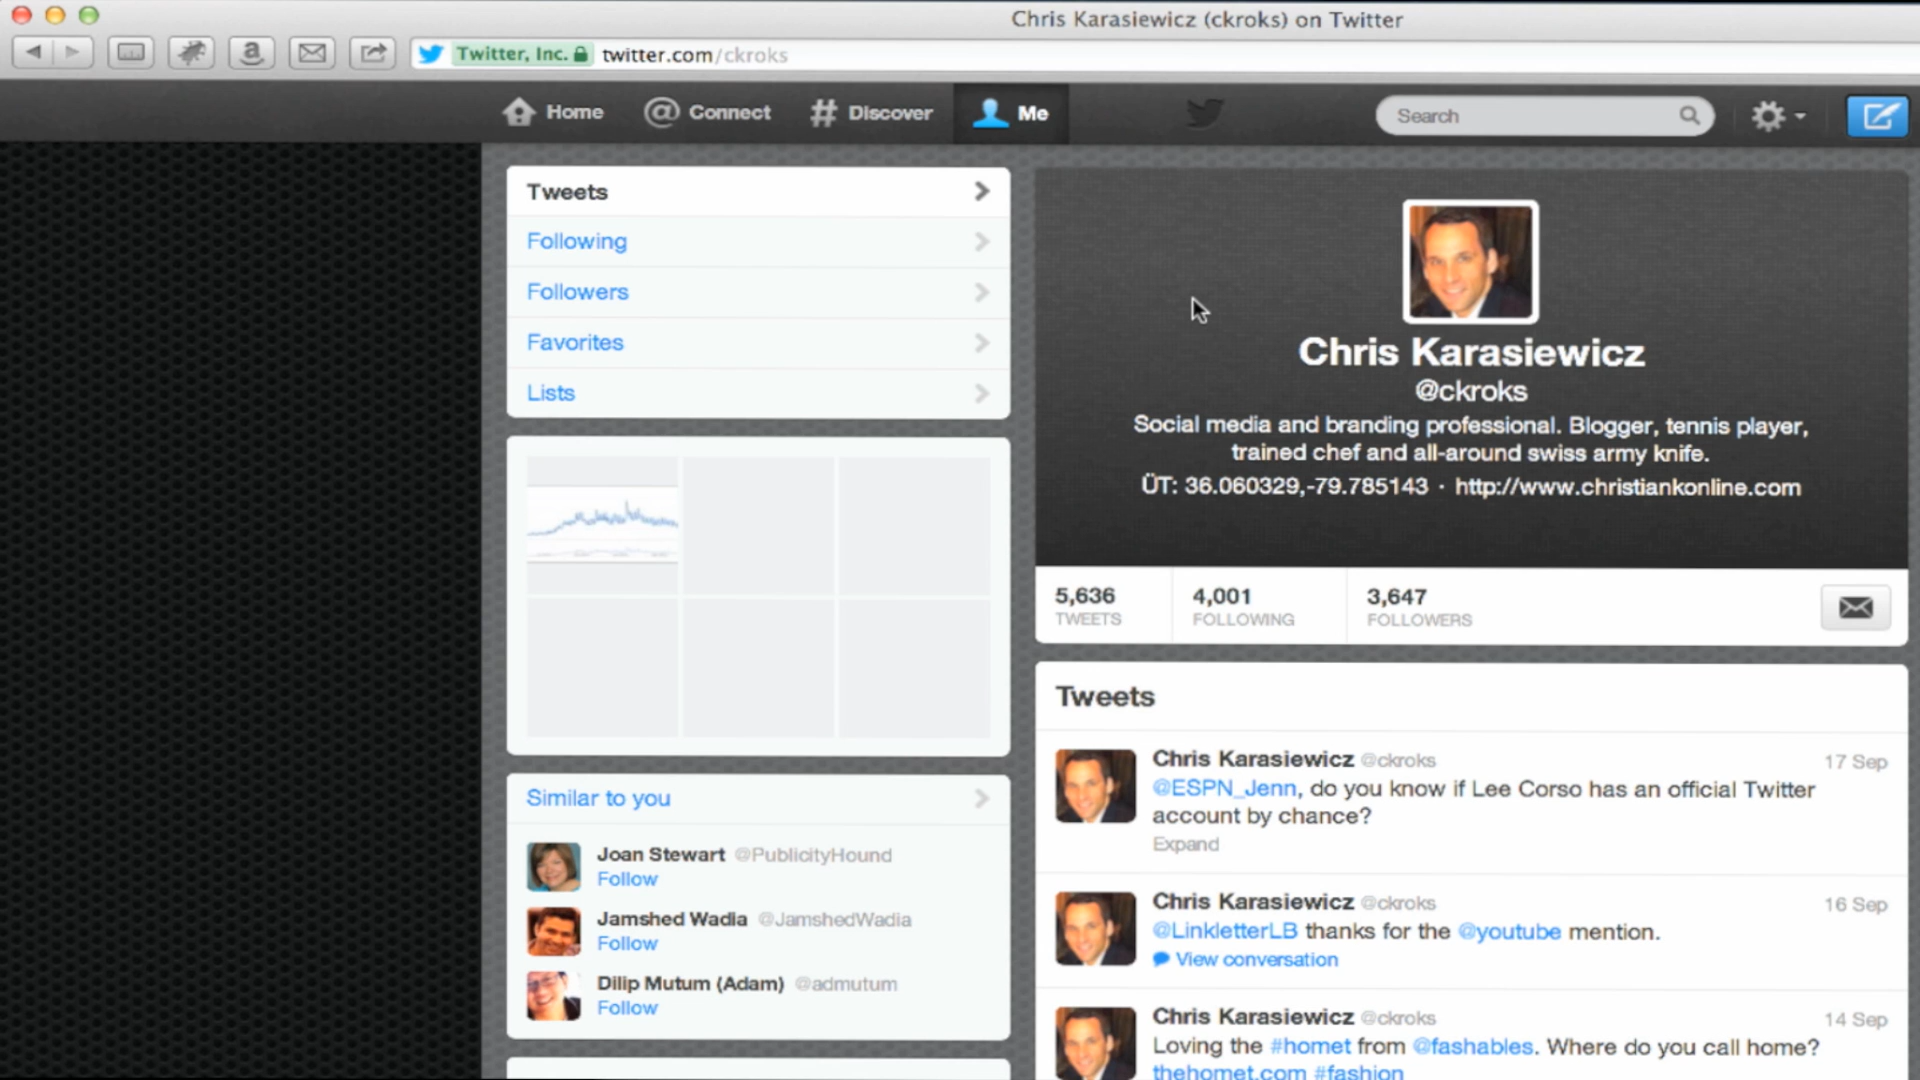 Chris Karasiewicz (ckroks) on Twitter
Twitter, Inc. twitter.com/ckroks
Home Connect Discover Me Search
Tweets
Following
Followers
Favorites
Lists
Similar to you
Joan Stewart @PublicityHound
Follow
Jamshed Wadia @JamshedWadia
Follow
Dilip Mutum (Adam) @admutum
Follow
Chris Karasiewicz
@ckroks
Social media and branding professional. Blogger, tennis player,
trained chef and all-around swiss army knife.
ÜT: 36.060329,-79.785143 · http://www.christiankonline.com
5,636 4,001 3,647
TWEETS FOLLOWING FOLLOWERS
Tweets
Chris Karasiewicz @ckroks 17 Sep
@ESPN_Jenn, do you know if Lee Corso has an official Twitter
account by chance?
Expand
Chris Karasiewicz @ckroks 16 Sep
@LinkletterLB thanks for the @youtube mention.
View conversation
Chris Karasiewicz @ckroks 14 Sep
Loving the #homet from @fashables. Where do you call home?
thehomet.com #fashion